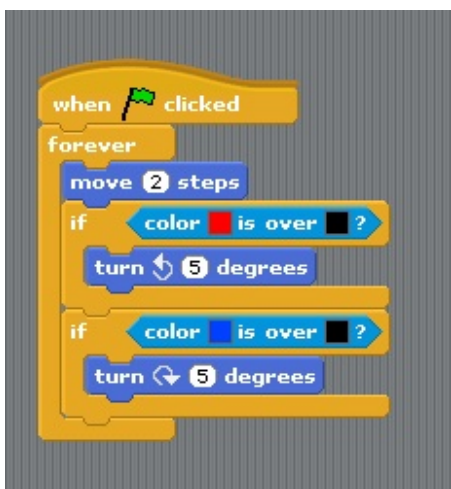 when clicked
forever
move 2 steps
if color is over ?
turn 5 degrees
if color is over ?
turn 5 degrees